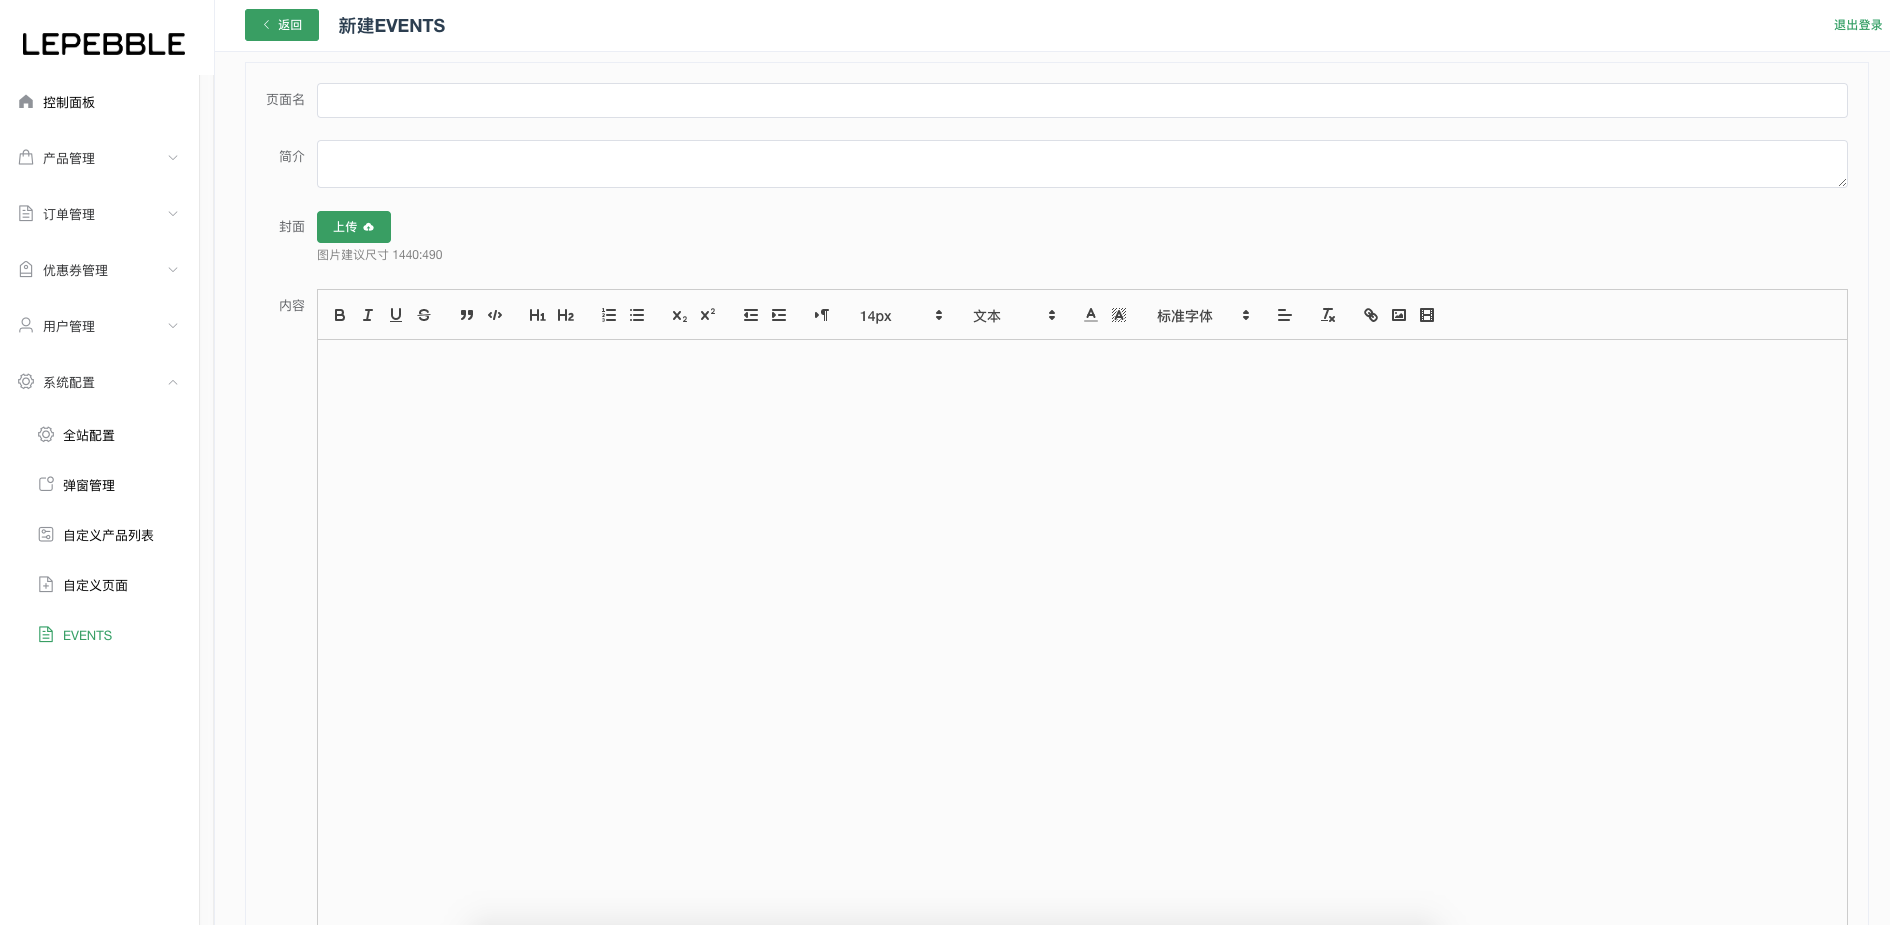 LEPEBBLE
返回
新建EVENTS
退出登录
控制面板
产品管理
订单管理
优惠券管理
用户管理
系统配置
全站配置
弹窗管理
自定义产品列表
自定义页面
EVENTS
页面名
简介
封面
上传
图片建议尺寸 1440:490
内容
B I U S H1 H2 X₂ X² 14px 文本 A A 标准字体 Tx